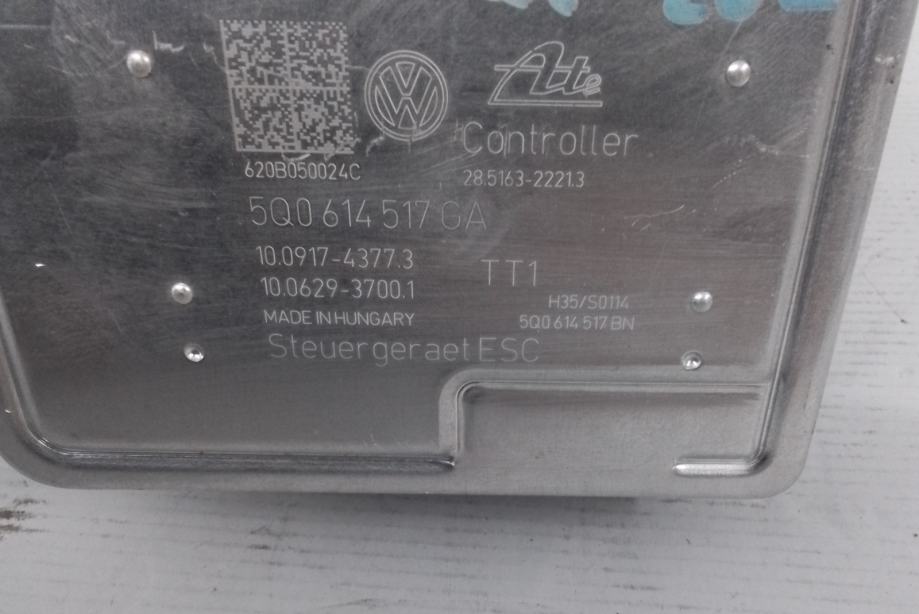 Ate
Controller
620B050024C
28.5163-2221.3
5Q0 614 517 GA
10.0917-4377.3
TT1
10.0629-3700.1
H35/S0114
MADE IN HUNGARY
5Q0 614 517 BN
Steuergeraet ESC